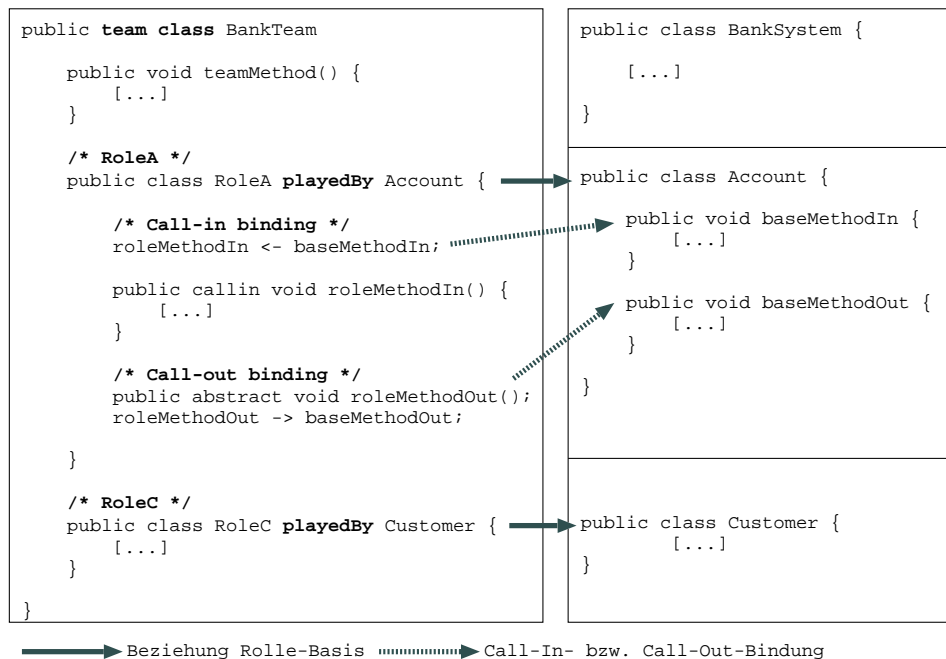 public team class BankTeam
public void teamMethod() {
[...]
}
/* RoleA */
public class RoleA playedBy Account {
/* Call-in binding */
roleMethodIn <- baseMethodIn;
public callin void roleMethodIn() {
[...]
}
/* Call-out binding */
public abstract void roleMethodOut();
roleMethodOut -> baseMethodOut;
}
/* RoleC */
public class RoleC playedBy Customer {
[...]
}
}
public class BankSystem {
[...]
}
public class Account {
public void baseMethodIn {
[...]
}
public void baseMethodOut {
[...]
}
}
public class Customer {
[...]
}
Beziehung Rolle-Basis
Call-In- bzw. Call-Out-Bindung